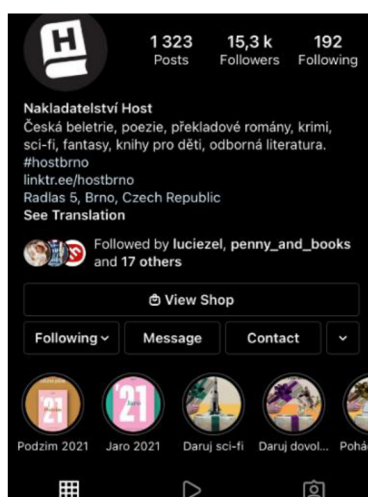 H
1 323 15,3 k 192
Posts Followers Following
Nakladatelství Host
Česká beletrie, poezie, překladové romány, krimi,
sci-fi, fantasy, knihy pro děti, odborná literatura.
#hostbrno
linktr.ee/hostbrno
Radlas 5, Brno, Czech Republic
See Translation
Followed by luciezel, penny_and_books
and 17 others
View Shop
Following Message Contact
21 '21
Podzim 2021 Jaro 2021 Daruj sci-fi Daruj dovol... Pohá